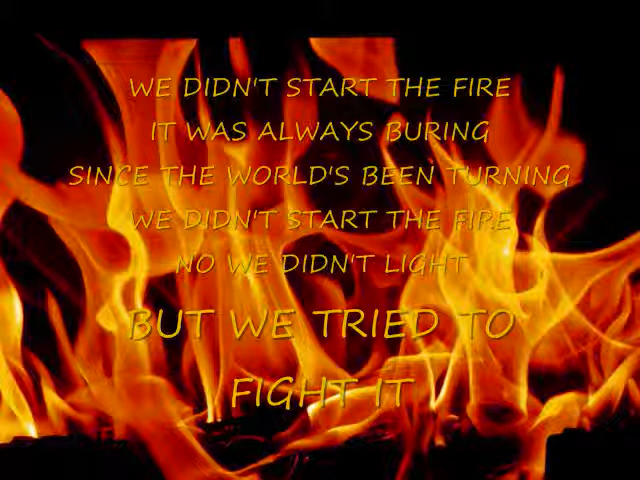 WE DIDN'T START THE FIRE
IT WAS ALWAYS BURING
SINCE THE WORLD'S BEEN TURNING
WE DIDN'T START THE FIRE
NO WE DIDN'T LIGHT
BUT WE TRIED TO
FIGHT IT